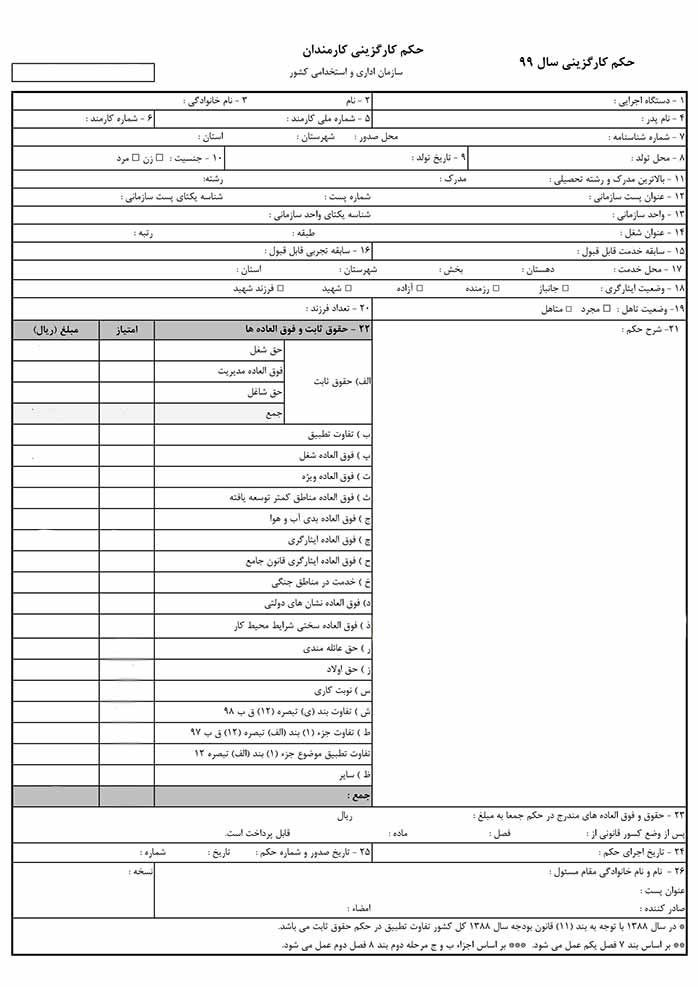 حکم کارگزینی کارمندان
حکم کارگزینی سال ۹۹
سازمان اداری و استخدامی کشور
۱ - دستگاه اجرایی : ۲ - نام ۳ - نام خانوادگی :
۴ - نام پدر : ۵ - شماره ملی کارمند : ۶ - شماره کارمند :
۷ - شماره شناسنامه : محل صدور : شهرستان : استان :
۸ - محل تولد : ۹ - تاریخ تولد : ۱۰ - جنسیت : زن مرد
۱۱ - بالاترین مدرک و رشته تحصیلی : مدرک : رشته:
۱۲ - عنوان پست سازمانی : شماره پست : شناسه یکتای پست سازمانی :
۱۳ - واحد سازمانی : شناسه یکتای واحد سازمانی :
۱۴ - عنوان شغل : طبقه : رتبه :
۱۵ - سابقه خدمت قابل قبول : ۱۶ - سابقه تجربی قابل قبول :
۱۷ - محل خدمت : دهستان : بخش : شهرستان : استان :
۱۸ - وضعیت ایثارگری : جانباز رزمنده آزاده شهید فرزند شهید
۱۹- وضعیت تاهل : مجرد متاهل ۲۰ - تعداد فرزند :
۲۱- شرح حکم :
۲۲ - حقوق ثابت و فوق العاده ها امتیاز مبلغ (ریال)
الف) حقوق ثابت
حق شغل
فوق العاده مدیریت
حق شاغل
جمع
ب ) تفاوت تطبیق
پ ) فوق العاده شغل
ت ) فوق العاده ویژه
ث ) فوق العاده مناطق کمتر توسعه یافته
ج ) فوق العاده بدی آب و هوا
چ ) فوق العاده ایثارگری
ح ) فوق العاده ایثارگری قانون جامع
خ ) خدمت در مناطق جنگی
د) فوق العاده نشان های دولتی
ذ ) فوق العاده سختی شرایط محیط کار
ر ) حق عائله مندی
ز ) حق اولاد
س ) نوبت کاری
ش ) تفاوت بند (ی) تبصره (۱۲) ق ب ۹۸
ط ) تفاوت جزء (۱) بند (الف) تبصره (۱۲) ق ب ۹۷
تفاوت تطبیق موضوع جزء (۱) بند (الف) تبصره ۱۲
ظ ) سایر
جمع :
۲۳ - حقوق و فوق العاده های مندرج در حکم جمعا به مبلغ : ریال
پس از وضع کسور قانونی از : فصل : ماده : قابل پرداخت است.
۲۴ - تاریخ اجرای حکم : ۲۵ - تاریخ صدور و شماره حکم : تاریخ : شماره :
۲۶ - نام و نام خانوادگی مقام مسئول : نسخه :
عنوان پست :
صادر کننده : امضاء :
* در سال ۱۳۸۸ با توجه به بند (۱۱) قانون بودجه سال ۱۳۸۸ کل کشور تفاوت تطبیق در حکم حقوق ثابت می باشد.
** بر اساس بند ۷ فصل یکم عمل می شود. *** بر اساس اجزاء ب و ج مرحله دوم بند ۸ فصل دوم عمل می شود.